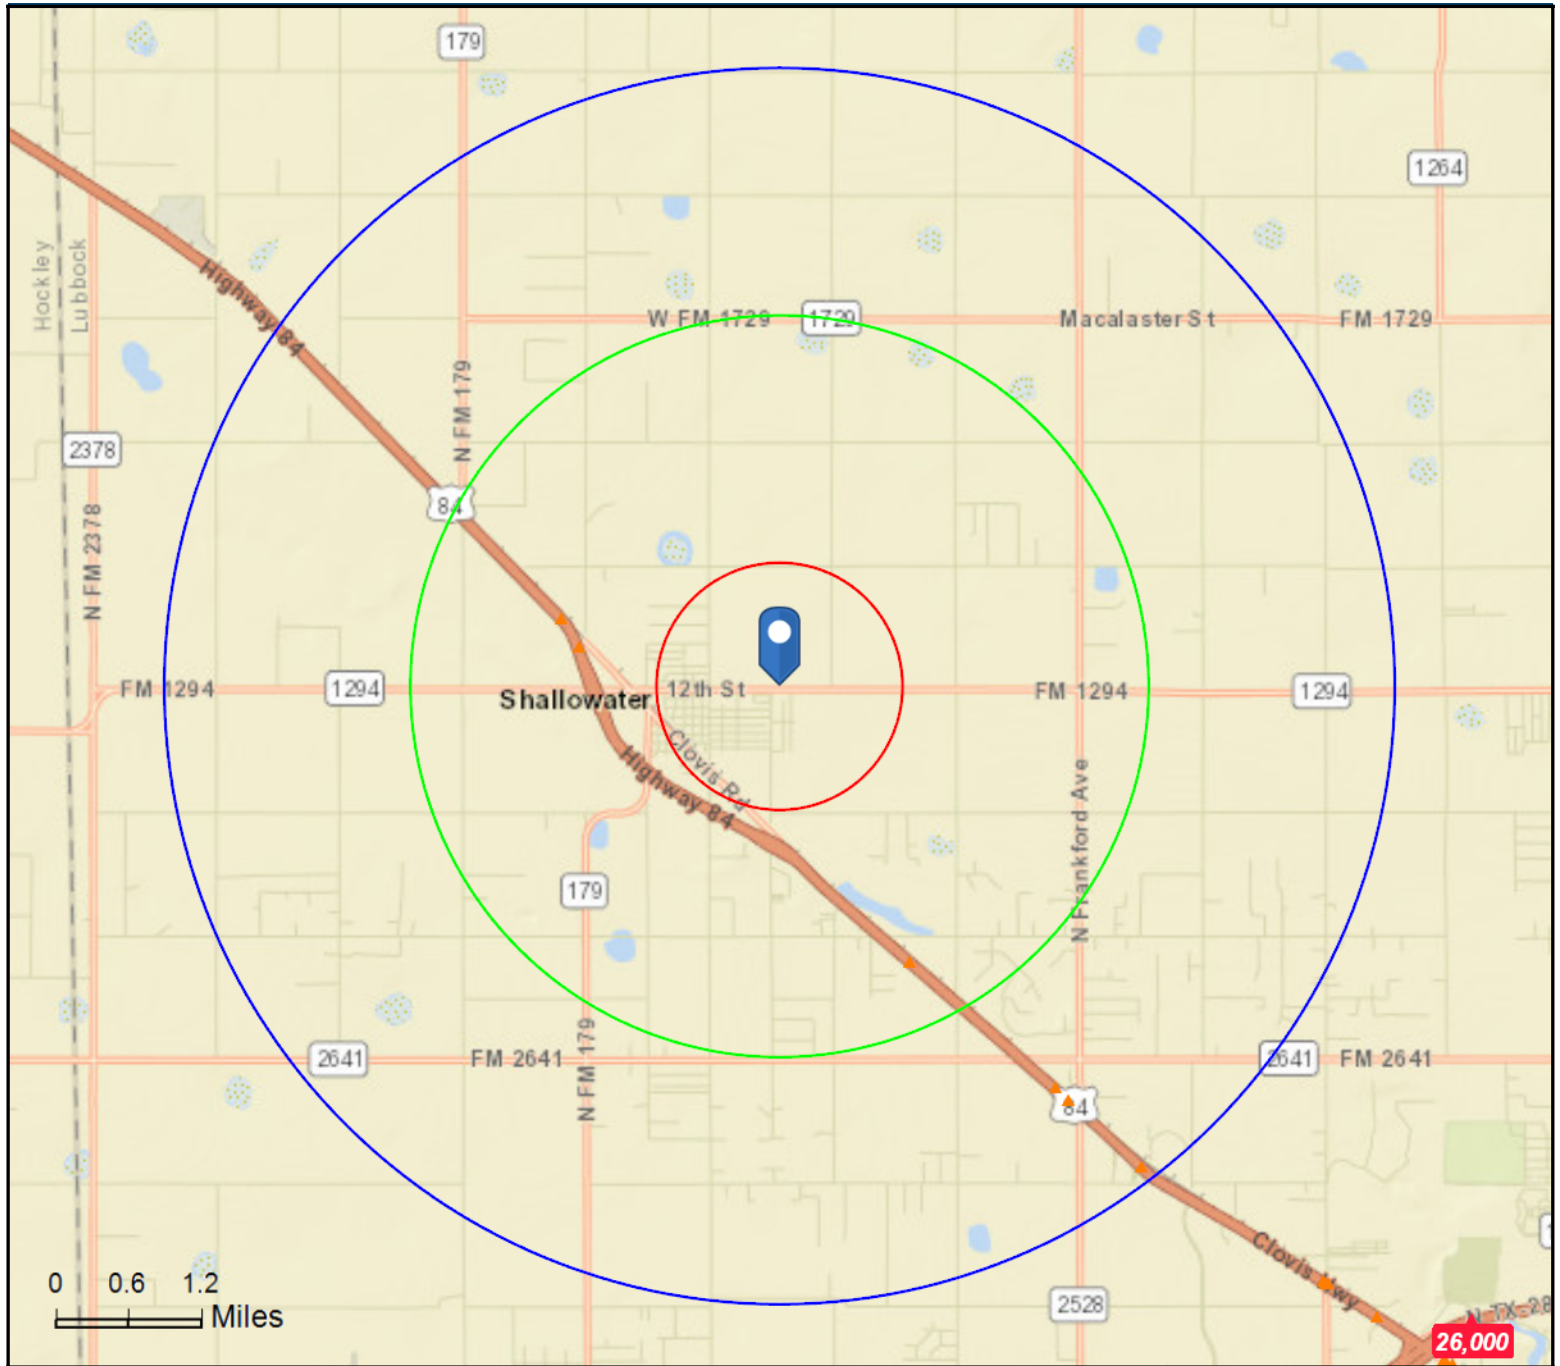 179
1264
Hockley
Lubbock
Highway 84
W FM 1729
1729
Macalaster St
FM 1729
N FM 179
2378
84
N FM 2378
FM 1294
1294
Shallowater
12th St
FM 1294
1294
Clovis Rd
Highway 84
N Frankford Ave
179
N FM 179
2641
FM 2641
2641
FM 2641
84
Clovis Hwy
2528
0 0.6 1.2
Miles
N TX-28
26,000